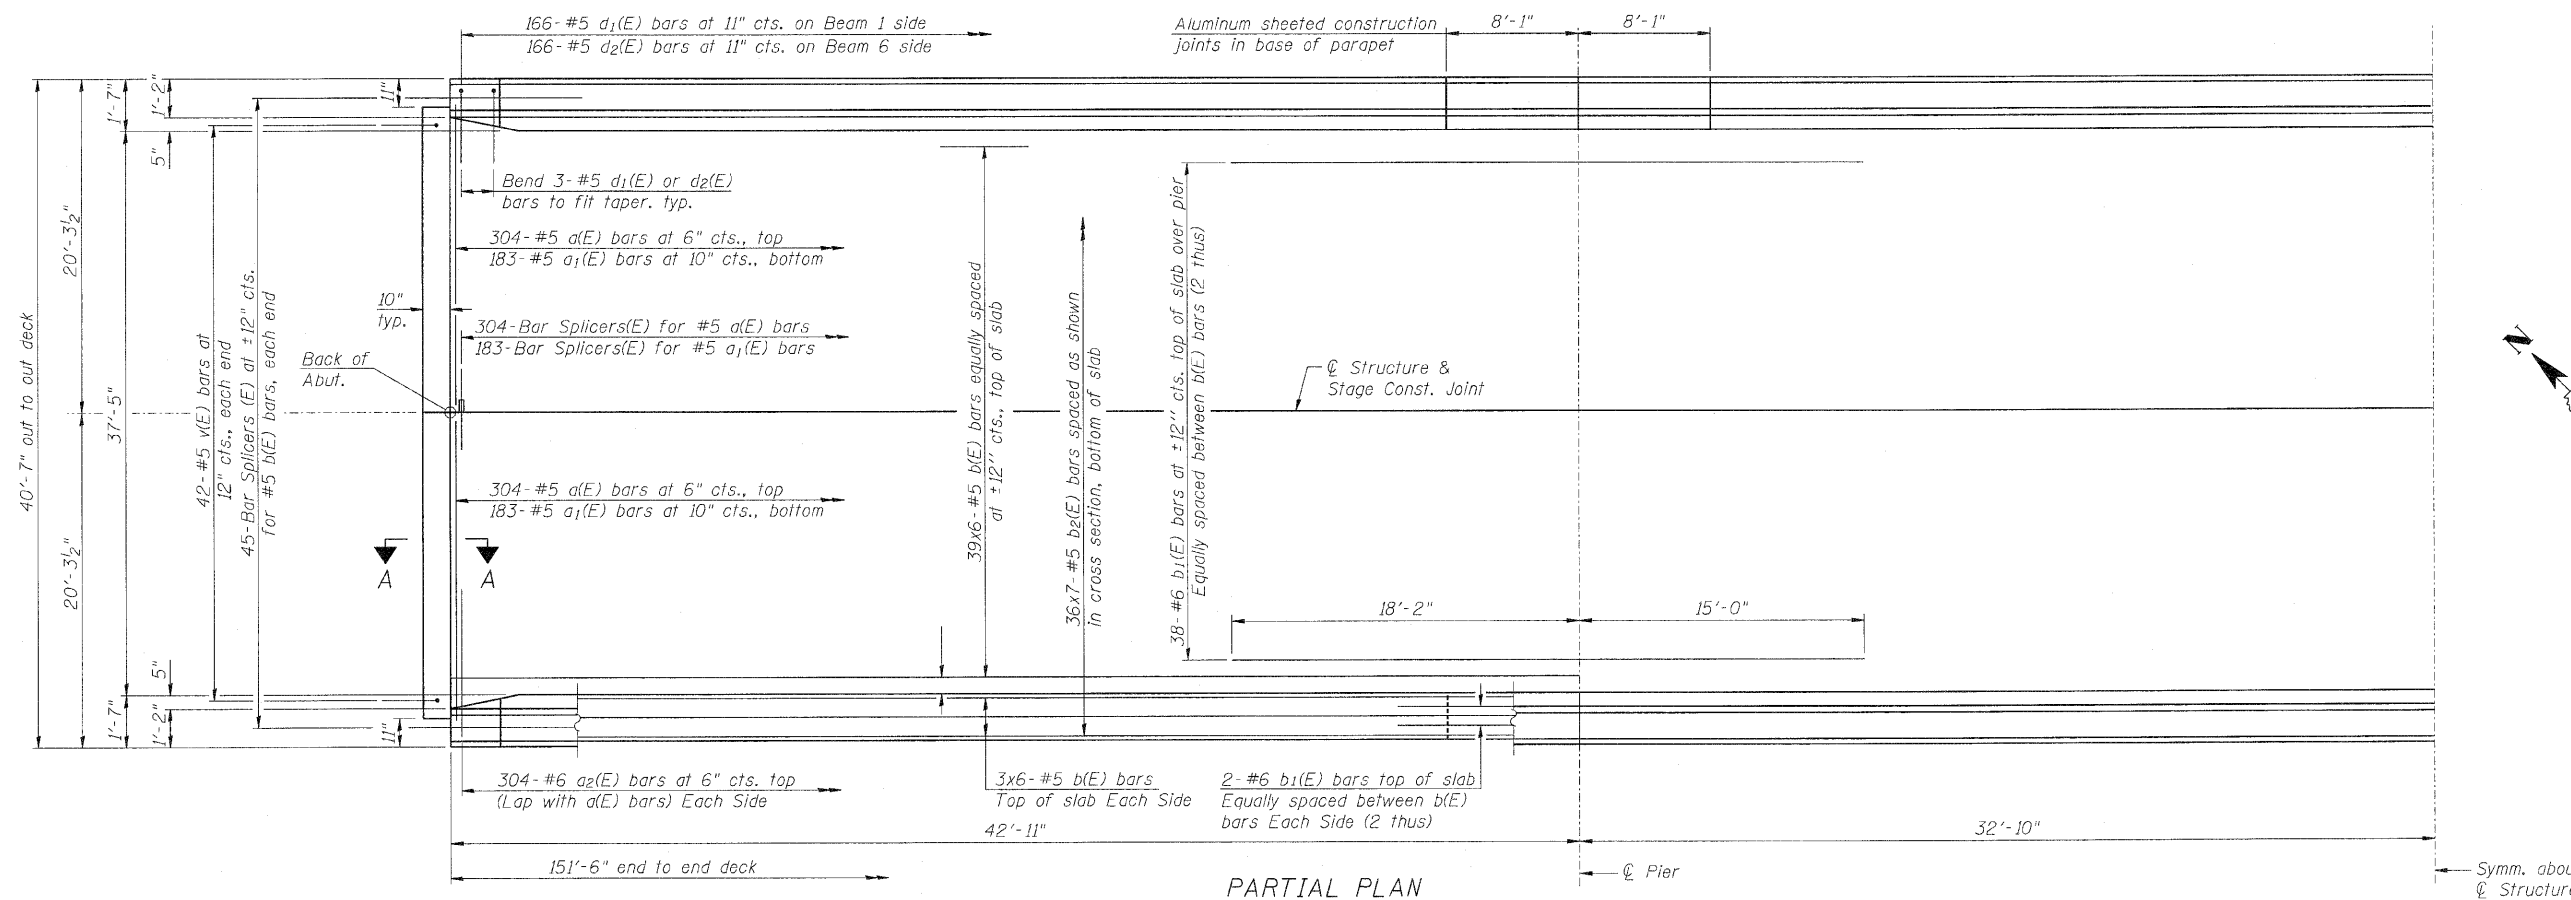 166-#5 d1(E) bars at 11" cts. on Beam 1 side
166-#5 d2(E) bars at 11" cts. on Beam 6 side
Aluminum sheeted construction
joints in base of parapet
8'-1"
8'-1"
1'-7"
1'-2"
11"
5"
Bend 3-#5 d1(E) or d2(E)
bars to fit taper. typ.
304-#5 a(E) bars at 6" cts., top
183-#5 a1(E) bars at 10" cts., bottom
10"
typ.
304-Bar Splicers(E) for #5 a(E) bars
183-Bar Splicers(E) for #5 a1(E) bars
Back of
Abut.
℄ Structure &
Stage Const. Joint
N
40'-7" out to out deck
20'-3½"
20'-3½"
37'-5"
42-#5 v(E) bars at
12" cts., each end
45-Bar Splicers (E) at ±12" cts.
for #5 b(E) bars, each end
39x6-#5 b(E) bars equally spaced
at ±12" cts., top of slab
36x7-#5 b2(E) bars spaced as shown
in cross section, bottom of slab
38-#6 b1(E) bars at ±12" cts. top of slab over pier
Equally spaced between b(E) bars (2 thus)
304-#5 a(E) bars at 6" cts., top
183-#5 a1(E) bars at 10" cts., bottom
A
A
18'-2"
15'-0"
5"
1'-7"
1'-2"
11"
304-#6 a2(E) bars at 6" cts. top
(Lap with a(E) bars) Each Side
3x6-#5 b(E) bars
Top of slab Each Side
2-#6 b1(E) bars top of slab
Equally spaced between b(E)
bars Each Side (2 thus)
42'-11"
32'-10"
151'-6" end to end deck
℄ Pier
Symm. abou
℄ Structur
PARTIAL PLAN